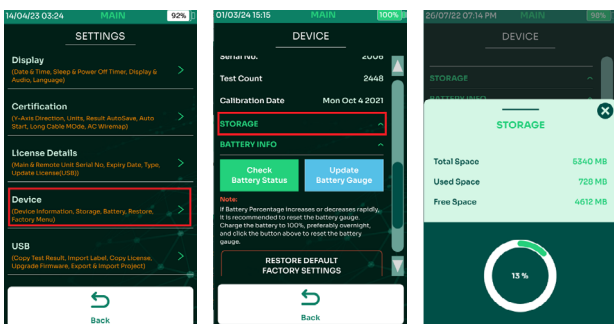 14/04/23 03:24 MAIN 92%
SETTINGS
Display
(Date & Time, Sleep & Power Off Timer, Display &
Audio, Language)
Certification
(Y-Axis Direction, Units, Result AutoSave, Auto
Start, Long Cable MOde, AC Wiremap)
License Details
(Main & Remote Unit Serial No, Expiry Date, Type,
Update License(USB))
Device
(Device Information, Storage, Battery, Restore,
Factory Menu)
USB
(Copy Test Result, Import Label, Copy License,
Upgrade Firmware, Export & Import Project)
Back
01/03/24 15:15 MAIN 100%
DEVICE
Serial No. 2006
Test Count 2448
Calibration Date Mon Oct 4 2021
STORAGE
BATTERY INFO
Check
Battery Status
Update
Battery Gauge
Note:
If Battery Percentage increases or decreases rapidly,
It is recommended to reset the battery gauge.
Charge the battery to 100%, preferably overnight,
and click the button above to reset the battery
gauge.
RESTORE DEFAULT
FACTORY SETTINGS
Back
26/07/22 07:14 PM MAIN 98%
DEVICE
STORAGE
BATTERY INFO
STORAGE
Total Space 5340 MB
Used Space 728 MB
Free Space 4612 MB
13 %